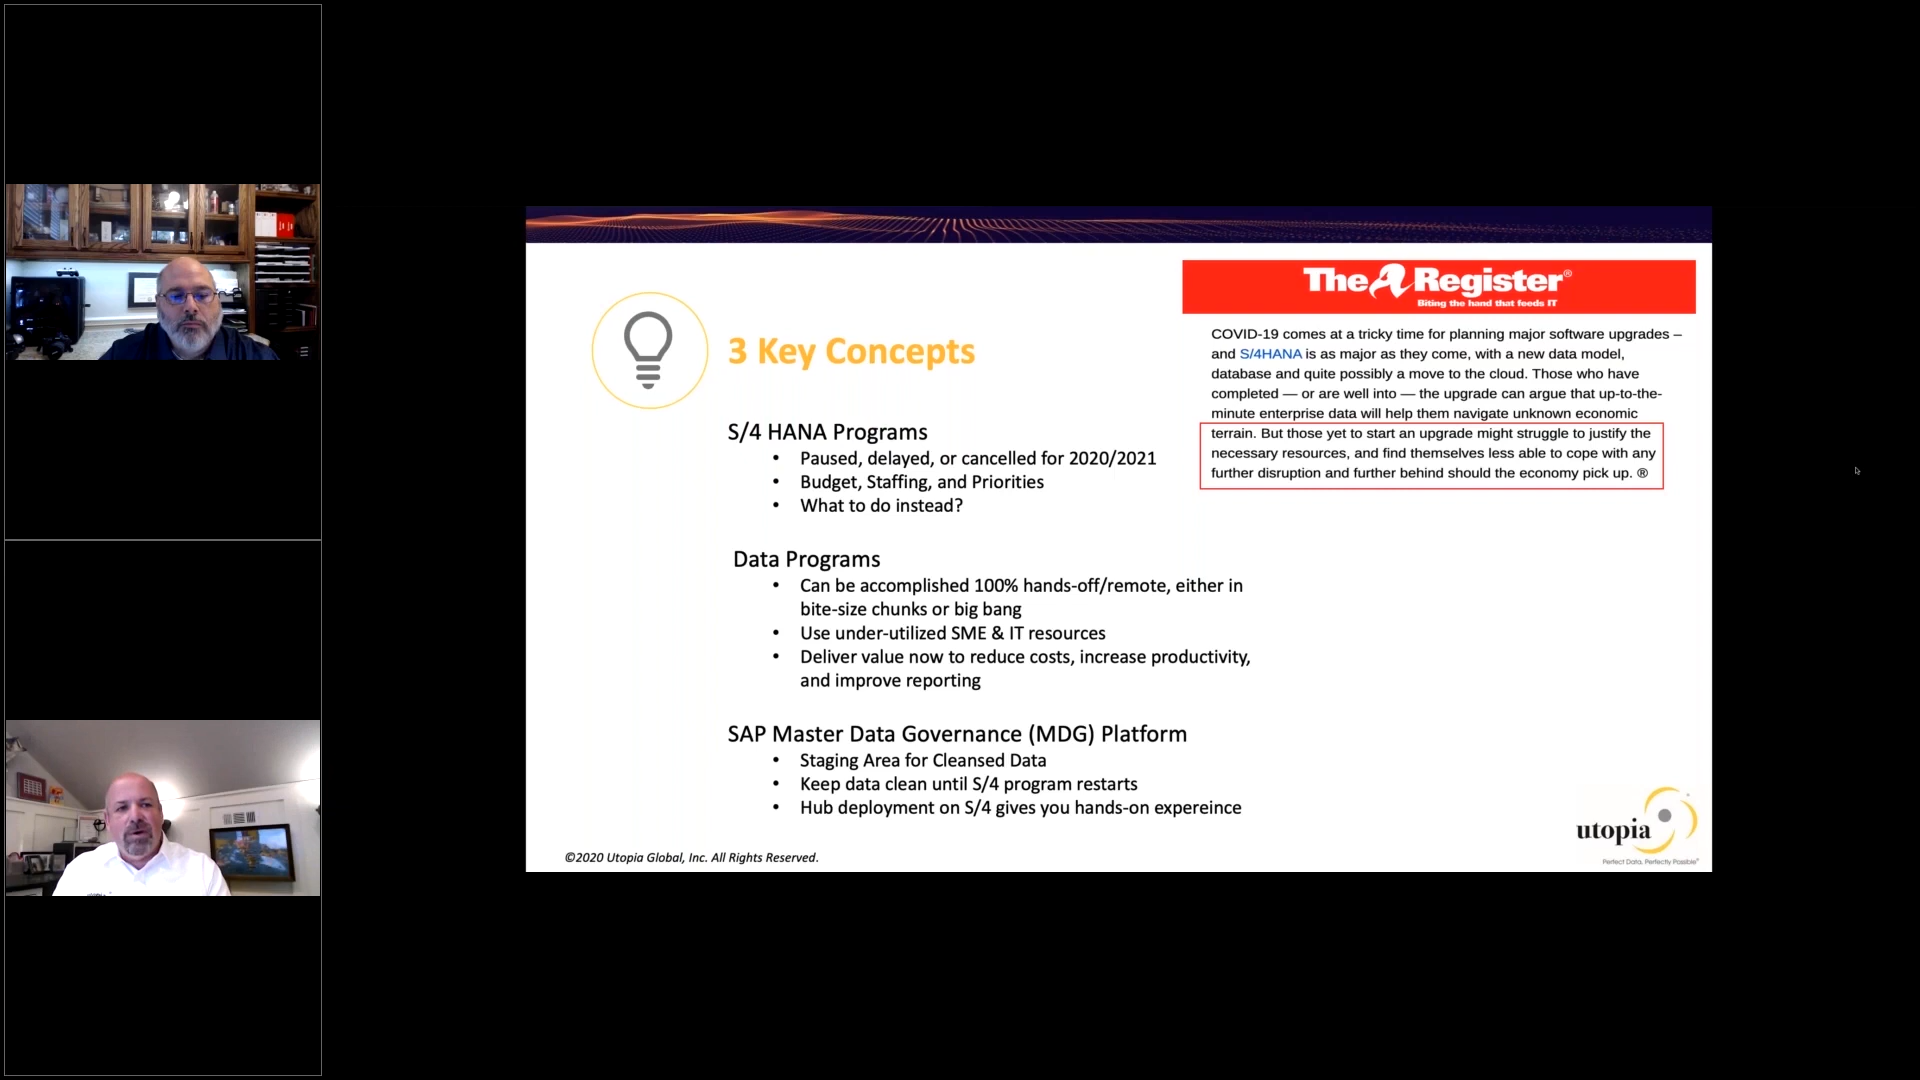 The Register®
Biting the hand that feeds IT
COVID-19 comes at a tricky time for planning major software upgrades –
and S/4HANA is as major as they come, with a new data model,
database and quite possibly a move to the cloud. Those who have
completed — or are well into — the upgrade can argue that up-to-the-
minute enterprise data will help them navigate unknown economic
terrain. But those yet to start an upgrade might struggle to justify the
necessary resources, and find themselves less able to cope with any
further disruption and further behind should the economy pick up. ®
3 Key Concepts
S/4 HANA Programs
• Paused, delayed, or cancelled for 2020/2021
• Budget, Staffing, and Priorities
• What to do instead?
Data Programs
• Can be accomplished 100% hands-off/remote, either in
bite-size chunks or big bang
• Use under-utilized SME & IT resources
• Deliver value now to reduce costs, increase productivity,
and improve reporting
SAP Master Data Governance (MDG) Platform
• Staging Area for Cleansed Data
• Keep data clean until S/4 program restarts
• Hub deployment on S/4 gives you hands-on expereince
utopia
Perfect Data. Perfectly Possible®
©2020 Utopia Global, Inc. All Rights Reserved.